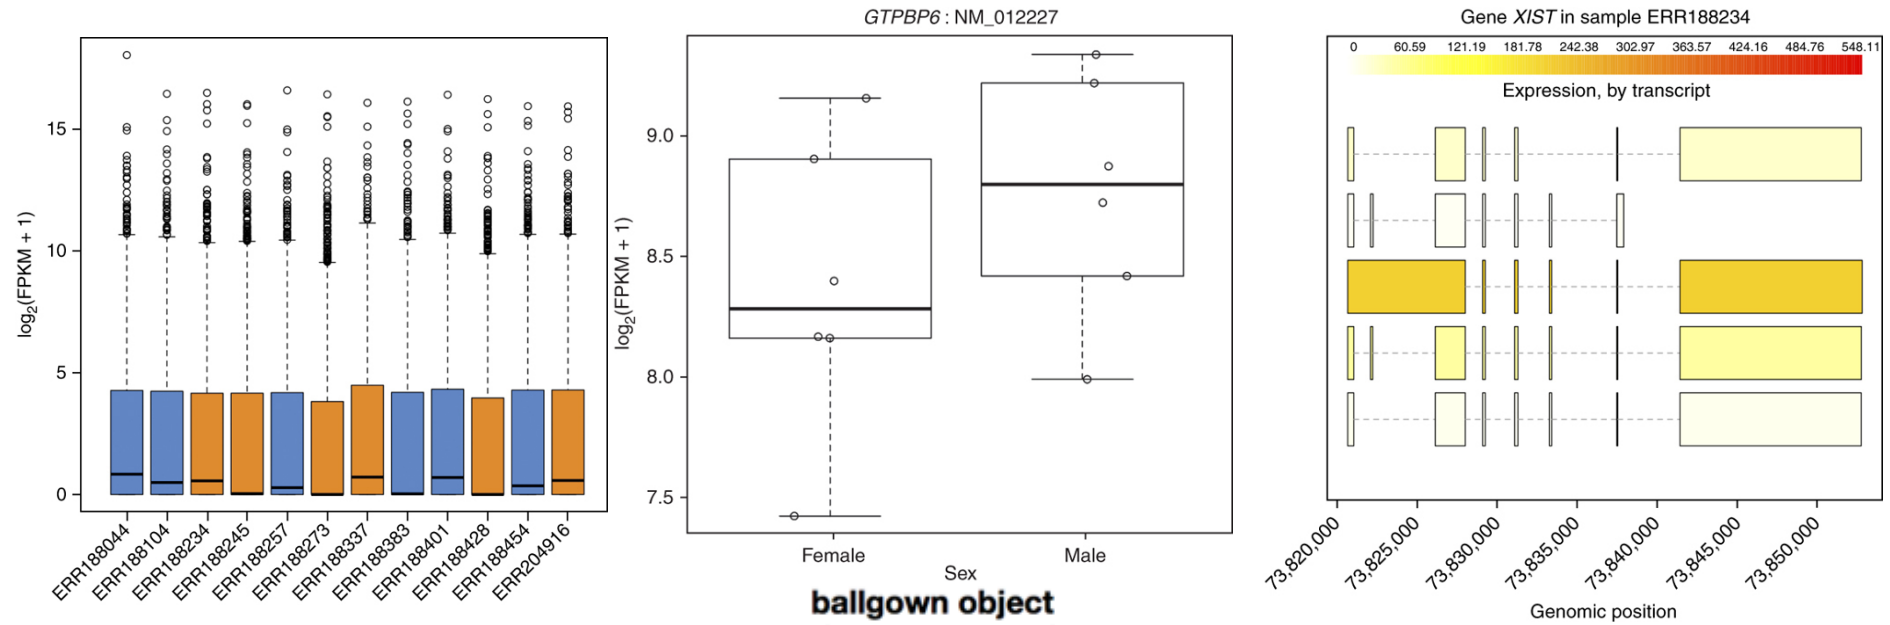 log2(FPKM + 1)
15
10
5
0
ERR188044
ERR188104
ERR188234
ERR188245
ERR188257
ERR188273
ERR188337
ERR188383
ERR188401
ERR188428
ERR188454
ERR204916
GTPBP6 : NM_012227
log2(FPKM + 1)
9.0
8.5
8.0
7.5
Female
Male
Sex
ballgown object
Gene XIST in sample ERR188234
0 60.59 121.19 181.78 242.38 302.97 363.57 424.16 484.76 548.11
Expression, by transcript
73,820,000
73,825,000
73,830,000
73,835,000
73,840,000
73,845,000
73,850,000
Genomic position